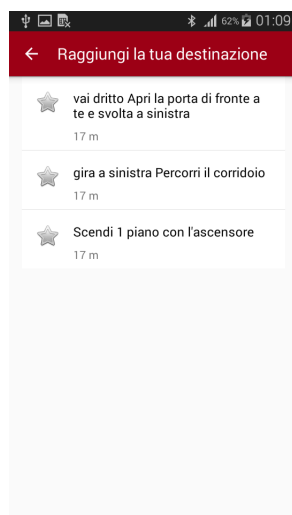 62% 01:09
Raggiungi la tua destinazione
vai dritto Apri la porta di fronte a
te e svolta a sinistra
17 m
gira a sinistra Percorri il corridoio
17 m
Scendi 1 piano con l'ascensore
17 m